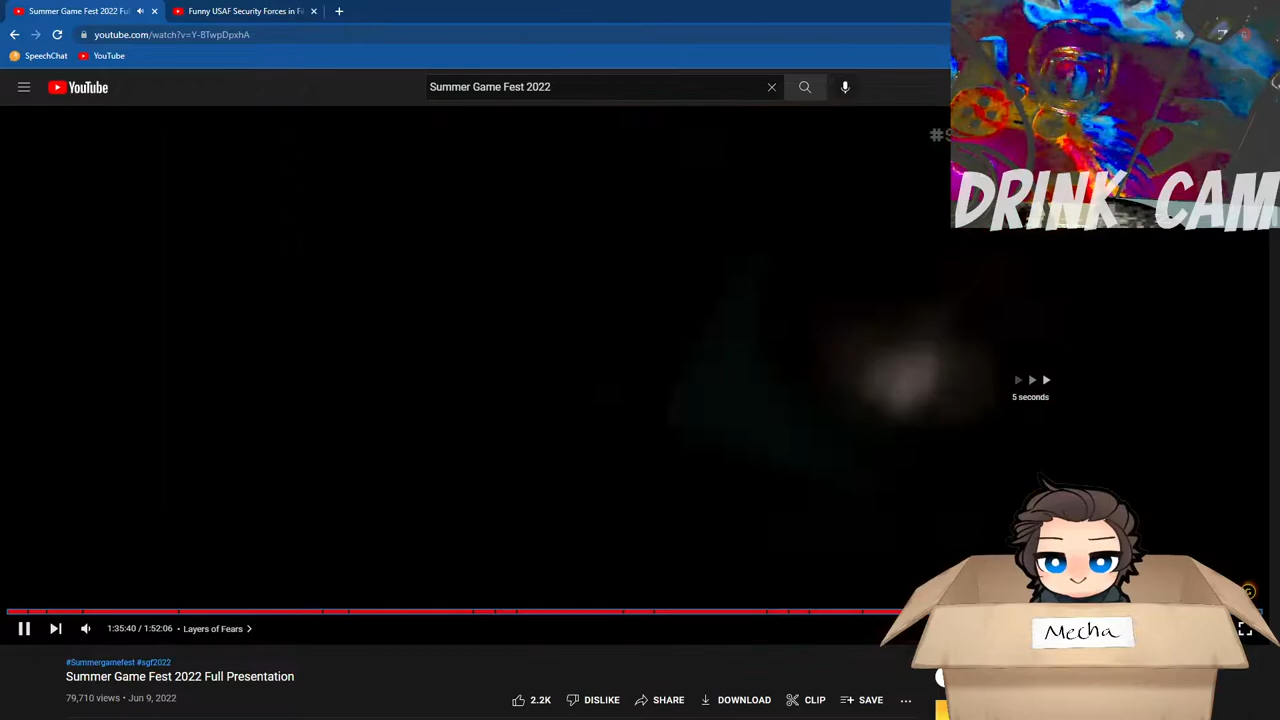 Summer Game Fest 2022 Ful
Funny USAF Security Forces in F
youtube.com/watch?v=Y-8TwpDpxhA
SpeechChat
YouTube
YouTube
Summer Game Fest 2022
DRINK CAM
5 seconds
Mecha
1:35:40 / 1:52:06 • Layers of Fears
#Summergamefest #sgf2022
Summer Game Fest 2022 Full Presentation
79,710 views • Jun 9, 2022
2.2K
DISLIKE
SHARE
DOWNLOAD
CLIP
SAVE